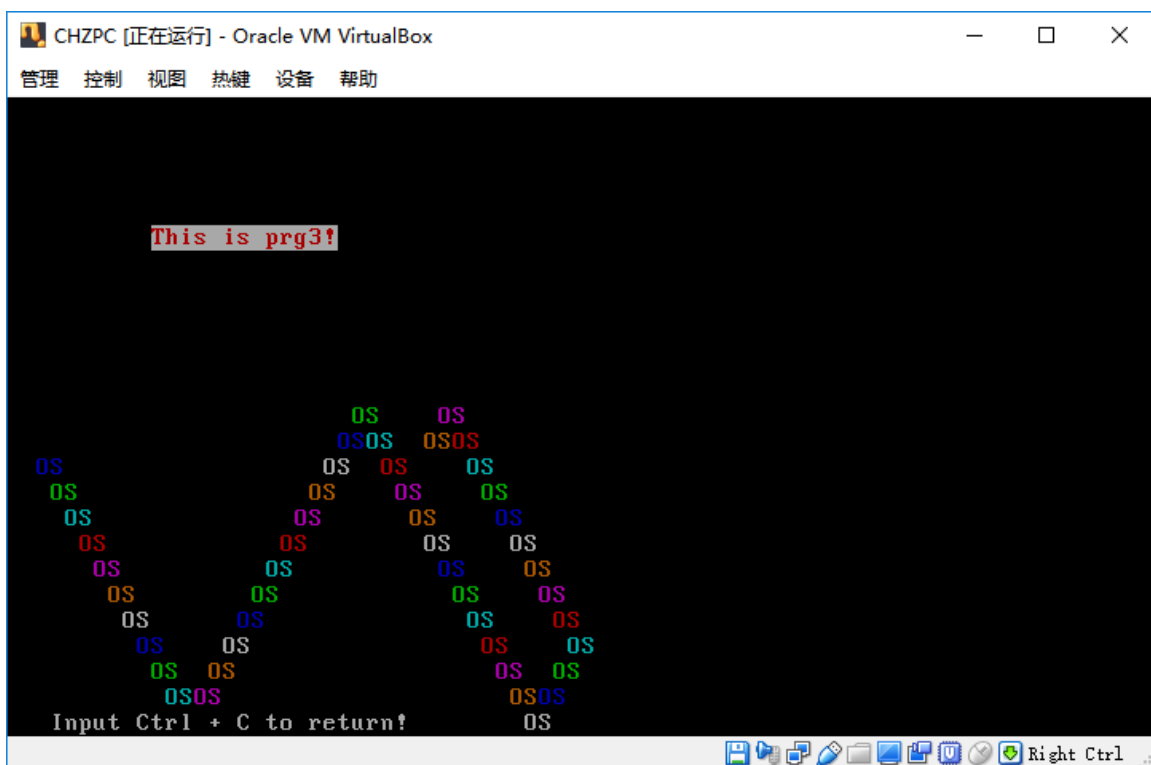 CHZPC [正在运行] - Oracle VM VirtualBox
管理 控制 视图 热键 设备 帮助
This is prg3!
OS OS
OSOS OSOS
OS OS OS OS
OS OS OS OS
OS OS OS OS
OS OS OS OS
OS OS OS OS
OS OS OS OS
OS OS OS OS
OS OS OS OS
OS OS OS OS
OSOS OSOS
Input Ctrl + C to return! OS
Right Ctrl